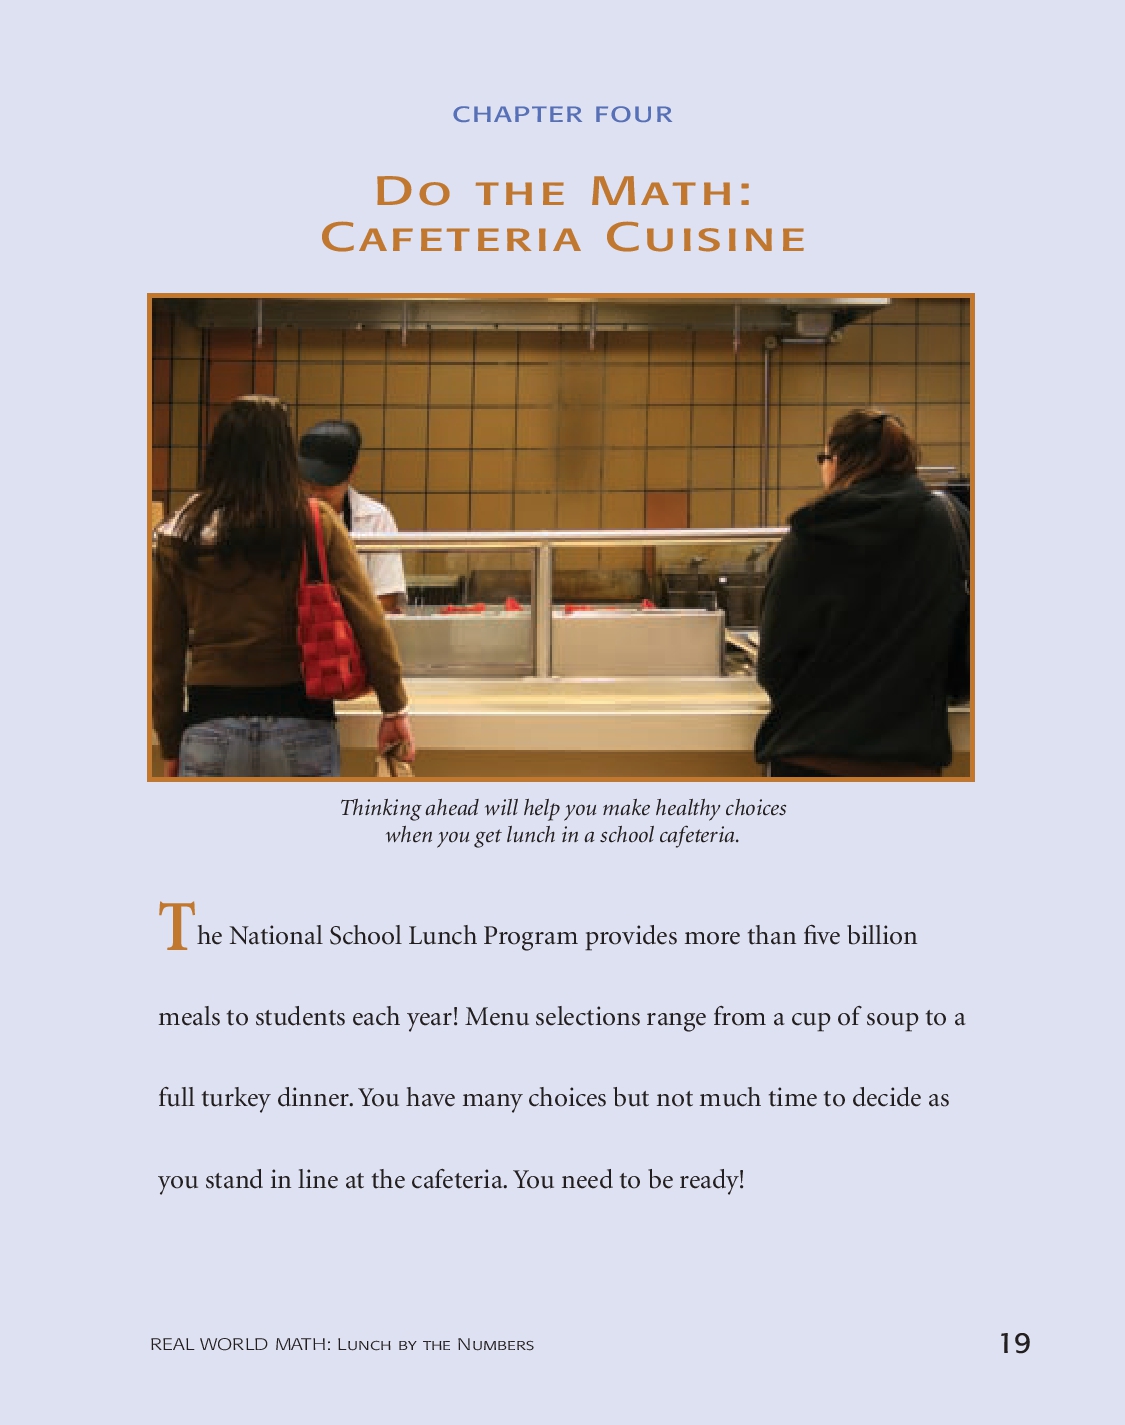 CHAPTER FOUR
Do the Math:
Cafeteria Cuisine
Thinking ahead will help you make healthy choices
when you get lunch in a school cafeteria.
The National School Lunch Program provides more than five billion
meals to students each year! Menu selections range from a cup of soup to a
full turkey dinner. You have many choices but not much time to decide as
you stand in line at the cafeteria. You need to be ready!
REAL WORLD MATH: Lunch by the Numbers
19